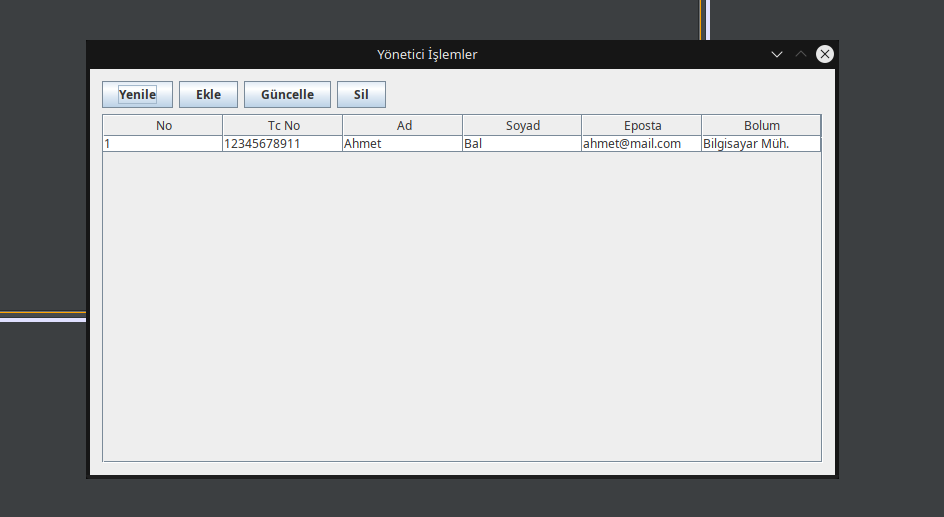 Yönetici İşlemler
Yenile Ekle Güncelle Sil
No Tc No Ad Soyad Eposta Bolum
1 12345678911 Ahmet Bal ahmet@mail.com Bilgisayar Müh.